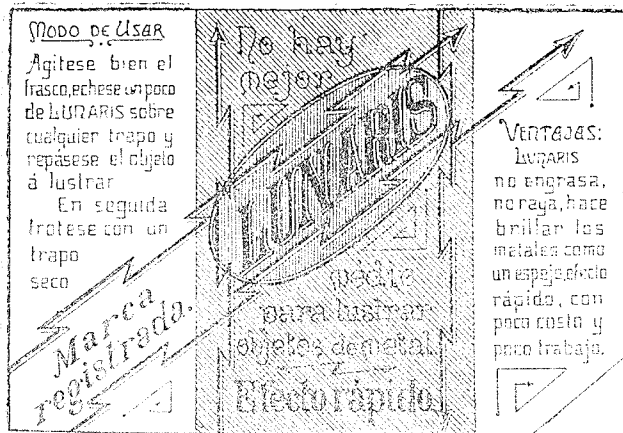 MODO DE USAR
Agitese bien el
frasco, echese un poco
de LUNARIS sobre
cualquier trapo y
repásese el objeto
á lustrar
En seguida
frotese con un
trapo
seco
Marca
registrada.
No hay
mejor
LUNARIS
médio
para lustrar
objetos de metal
Efecto rápido.
VENTAJAS:
LUNARIS
no engrasa,
no raya, hace
brillar los
metales como
un espejo, efecto
rápido, con
poco costo y
poco trabajo.